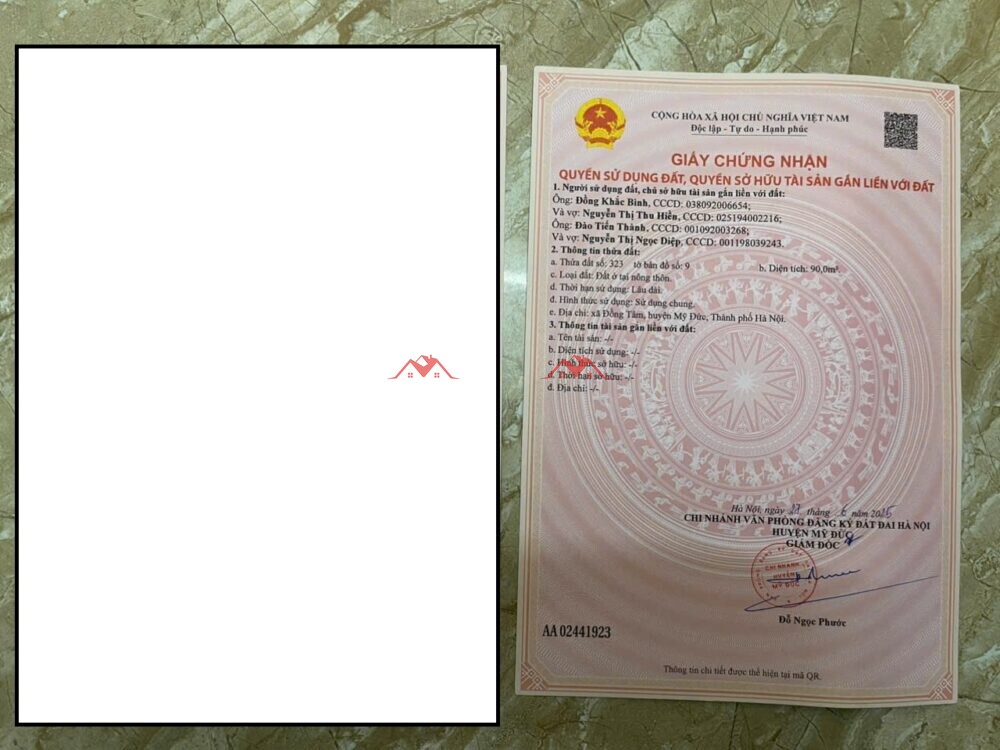 CỘNG HÒA XÃ HỘI CHỦ NGHĨA VIỆT NAM
Độc lập - Tự do - Hạnh phúc
GIẤY CHỨNG NHẬN
QUYỀN SỬ DỤNG ĐẤT, QUYỀN SỞ HỮU TÀI SẢN GẮN LIỀN VỚI ĐẤT
1. Người sử dụng đất, chủ sở hữu tài sản gắn liền với đất:
Ông: Đồng Khắc Bình, CCCD: 038092006654;
Và vợ: Nguyễn Thị Thu Hiền, CCCD: 025194002216;
Ông: Đào Tiến Thành, CCCD: 001092003268;
Và vợ: Nguyễn Thị Ngọc Diệp, CCCD: 001198039243.
2. Thông tin thửa đất:
a. Thửa đất số: 323 tờ bản đồ số: 9 b. Diện tích: 90,0m².
c. Loại đất: Đất ở tại nông thôn.
d. Thời hạn sử dụng: Lâu dài.
đ. Hình thức sử dụng: Sử dụng chung.
e. Địa chỉ: xã Đồng Tâm, huyện Mỹ Đức, Thành phố Hà Nội.
3. Thông tin tài sản gắn liền với đất:
a. Tên tài sản: -/-
b. Diện tích sử dụng: -/-
c. Hình thức sở hữu: -/-
d. Thời hạn sở hữu: -/-
đ. Địa chỉ: -/-
Hà Nội, ngày 27 tháng 6 năm 2025
CHI NHÁNH VĂN PHÒNG ĐĂNG KÝ ĐẤT ĐAI HÀ NỘI
HUYỆN MỸ ĐỨC
GIÁM ĐỐC
CHI NHÁNH
HUYỆN
MỸ ĐỨC
Đỗ Ngọc Phước
AA 02441923
Thông tin chi tiết được thể hiện tại mã QR.